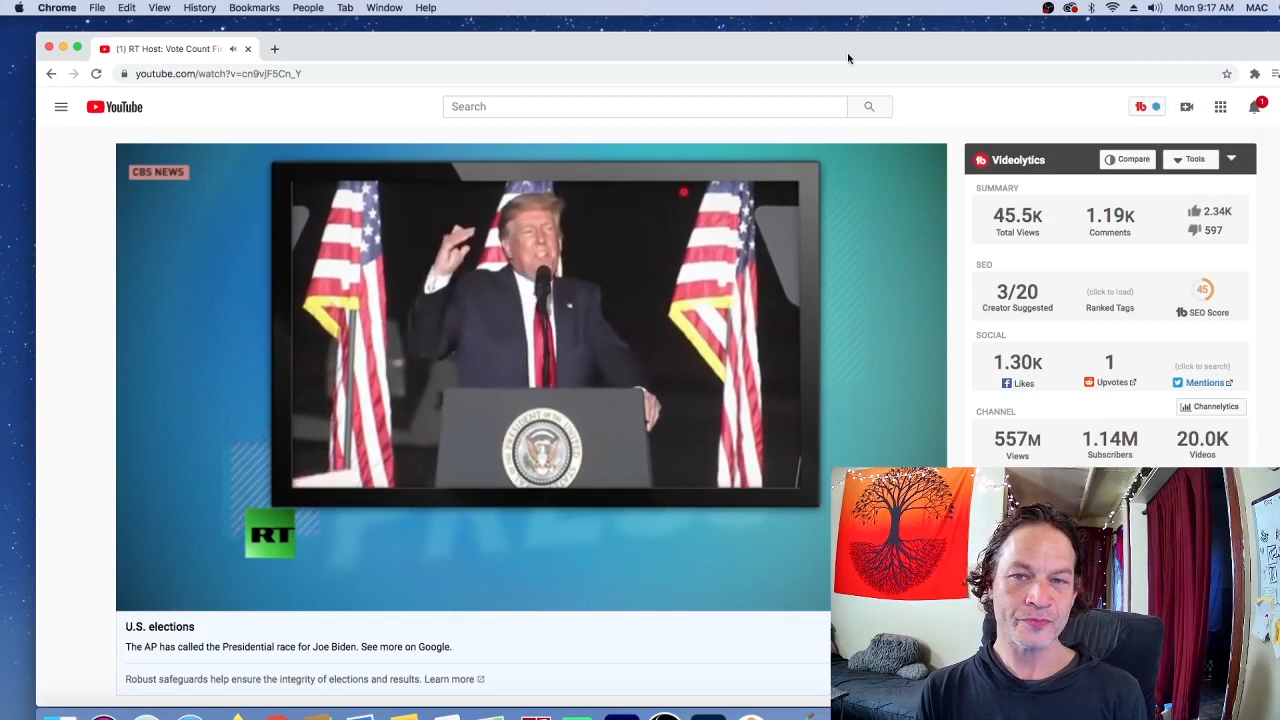 Chrome File Edit View History Bookmarks People Tab Window Help Mon 9:17 AM MAC
(1) RT Host: Vote Count Fi
youtube.com/watch?v=cn9vjF5Cn_Y
YouTube
Search
1
CBS NEWS
Videolytics Compare Tools
SUMMARY
45.5K 1.19K 2.34K
Total Views Comments 597
SEO
3/20 (click to load) 45
Creator Suggested Ranked Tags SEO Score
SOCIAL
1.30K 1 (click to search)
Likes Upvotes Mentions
Channelytics
CHANNEL
557M 1.14M 20.0K
Views Subscribers Videos
PRESIDENT OF THE UNITED
RT
U.S. elections
The AP has called the Presidential race for Joe Biden. See more on Google.
Robust safeguards help ensure the integrity of elections and results. Learn more